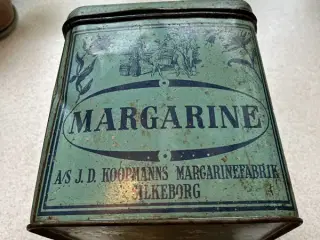 MARGARINE
A/S J.D. KOOPMANNS MARGARINEFABRIK
SILKEBORG